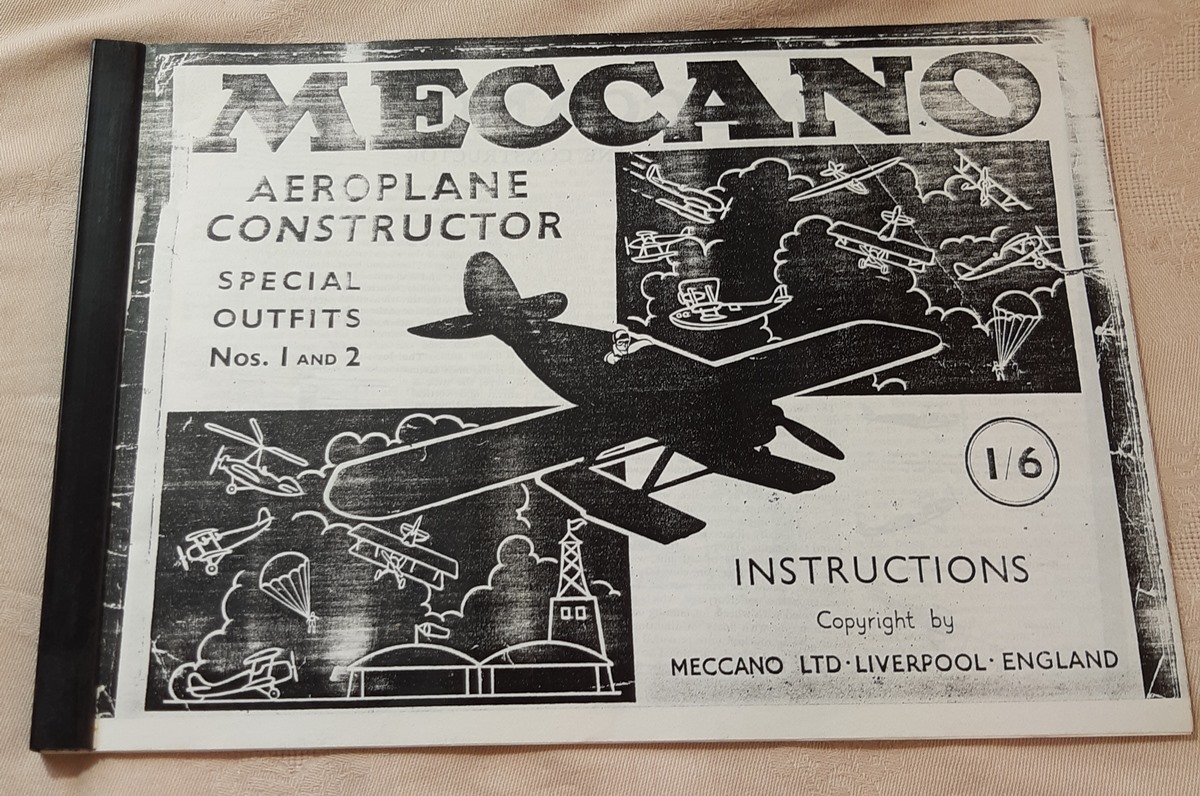 MECCANO
AEROPLANE
CONSTRUCTOR
SPECIAL
OUTFITS
Nos. 1 AND 2
1/6
INSTRUCTIONS
Copyright by
MECCANO LTD · LIVERPOOL · ENGLAND